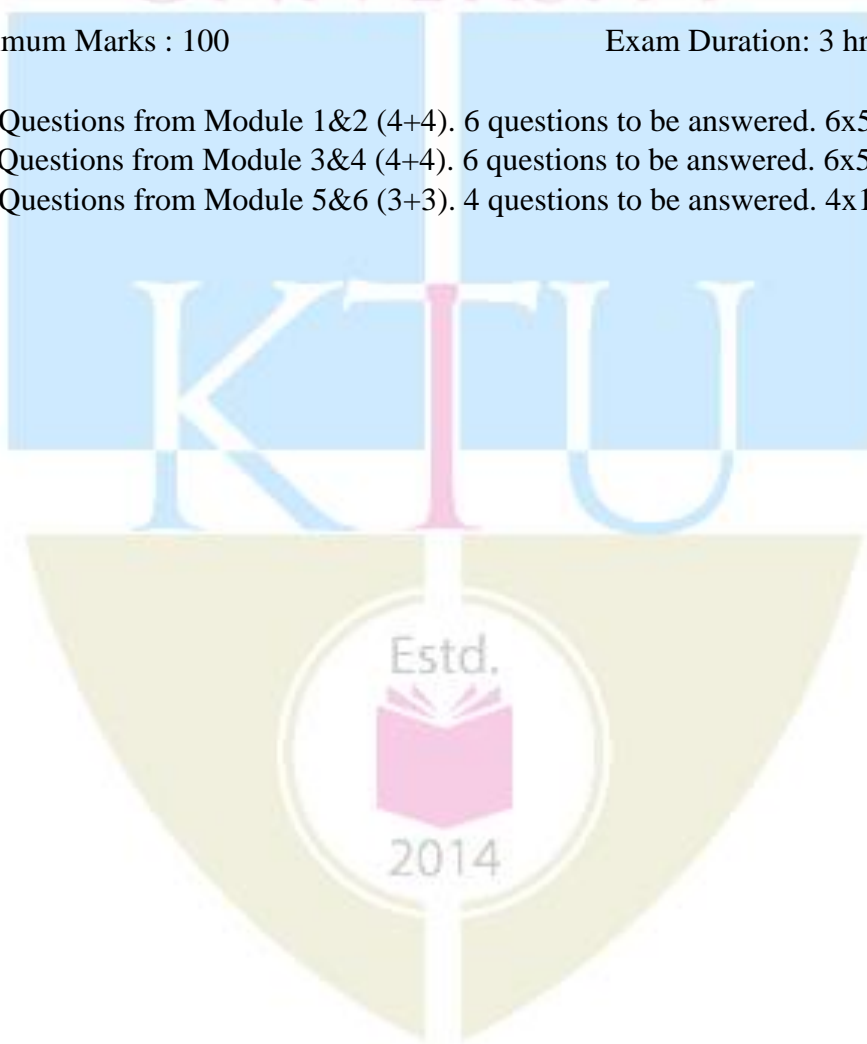 mum Marks : 100 Exam Duration: 3 hr
Questions from Module 1&2 (4+4). 6 questions to be answered. 6x5
Questions from Module 3&4 (4+4). 6 questions to be answered. 6x5
Questions from Module 5&6 (3+3). 4 questions to be answered. 4x1
KTU
Estd.
2014